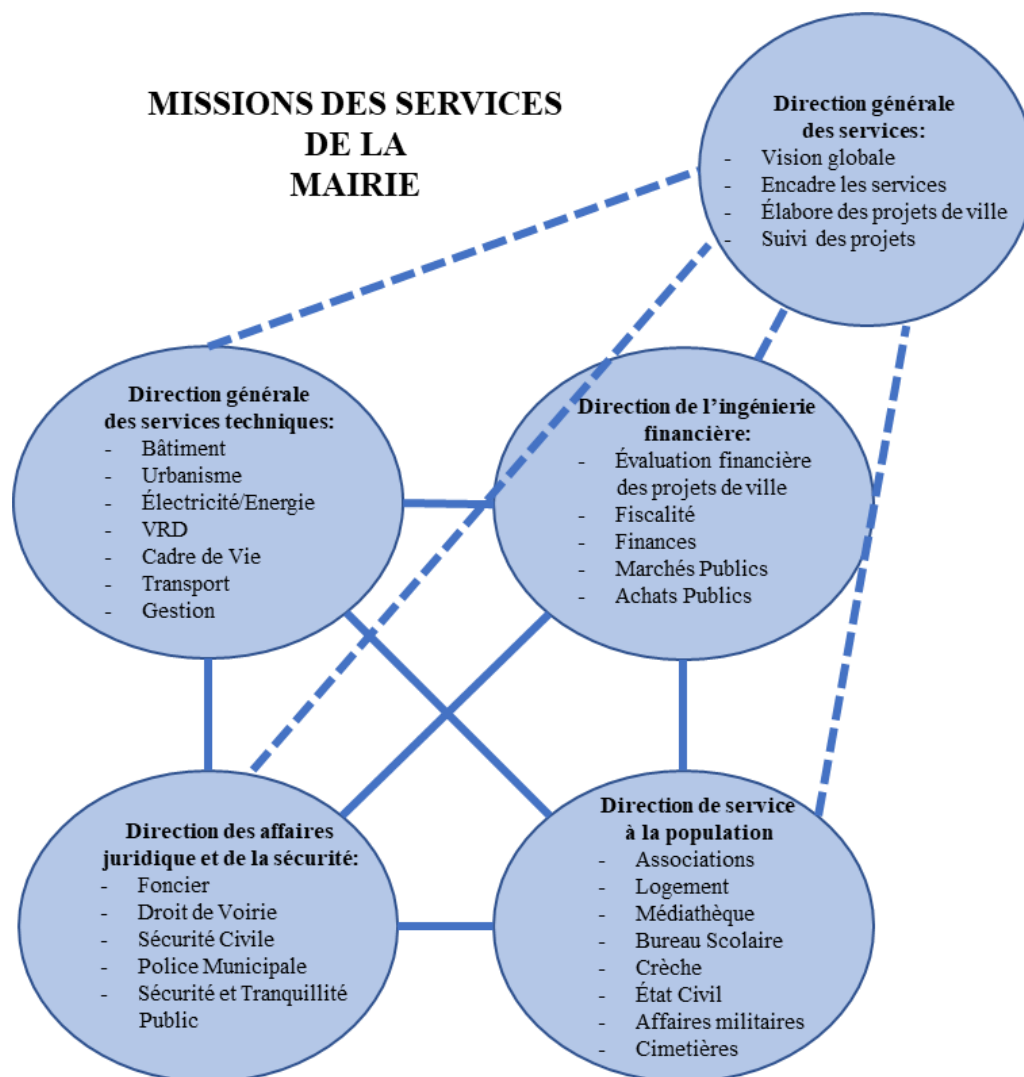 MISSIONS DES SERVICES
DE LA
MAIRIE
Direction générale
des services:
- Vision globale
- Encadre les services
- Élabore des projets de ville
- Suivi des projets
Direction générale
des services techniques:
- Bâtiment
- Urbanisme
- Électricité/Energie
- VRD
- Cadre de Vie
- Transport
- Gestion
Direction de l’ingénierie
financière:
- Évaluation financière
des projets de ville
- Fiscalité
- Finances
- Marchés Publics
- Achats Publics
Direction des affaires
juridique et de la sécurité:
- Foncier
- Droit de Voirie
- Sécurité Civile
- Police Municipale
- Sécurité et Tranquillité
Public
Direction de service
à la population
- Associations
- Logement
- Médiathèque
- Bureau Scolaire
- Crèche
- État Civil
- Affaires militaires
- Cimetières